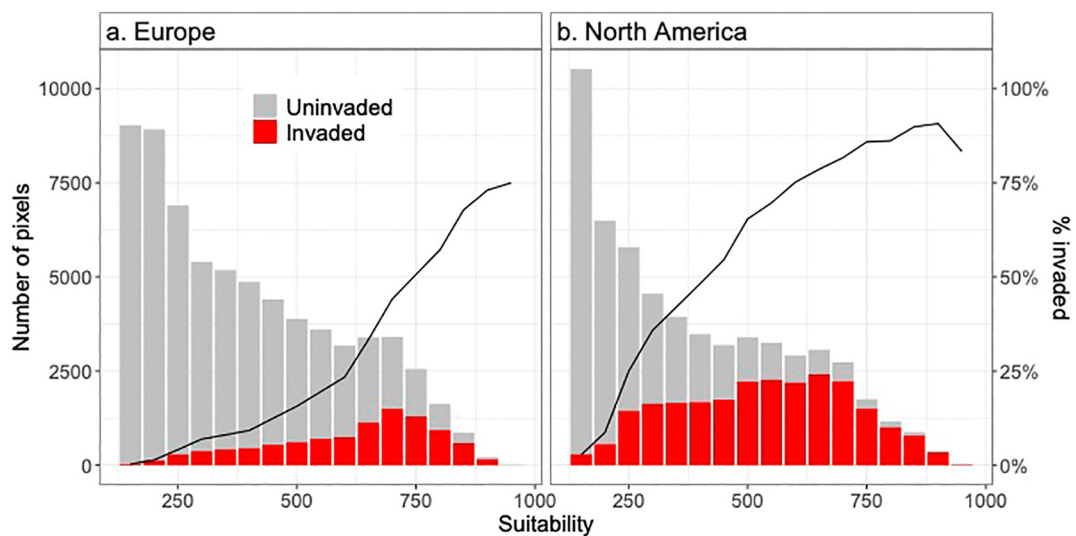 a. Europe
b. North America
Uninvaded
Invaded
10000
7500
5000
2500
0
Number of pixels
100%
75%
50%
25%
0%
% invaded
250
500
750
1000
250
500
750
1000
Suitability